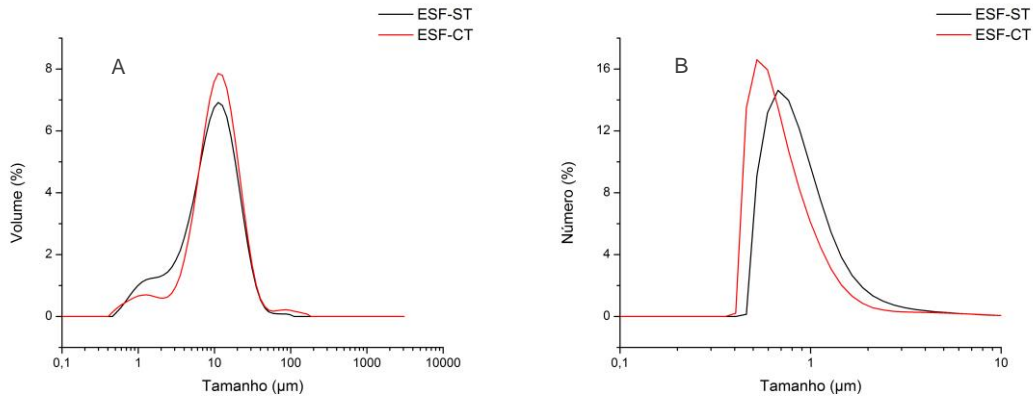 ESF-ST
ESF-CT
A
Volume (%)
8
6
4
2
0
0,1
1
10
100
1000
10000
Tamanho (µm)
ESF-ST
ESF-CT
B
Número (%)
16
12
8
4
0
0,1
1
10
Tamanho (µm)